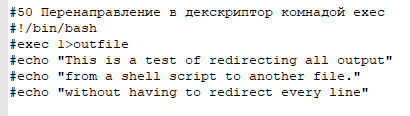 #50 Перенаправление в декскриптор комнадой exec
#!/bin/bash
#exec 1>outfile
#echo "This is a test of redirecting all output"
#echo "from a shell script to another file."
#echo "without having to redirect every line"